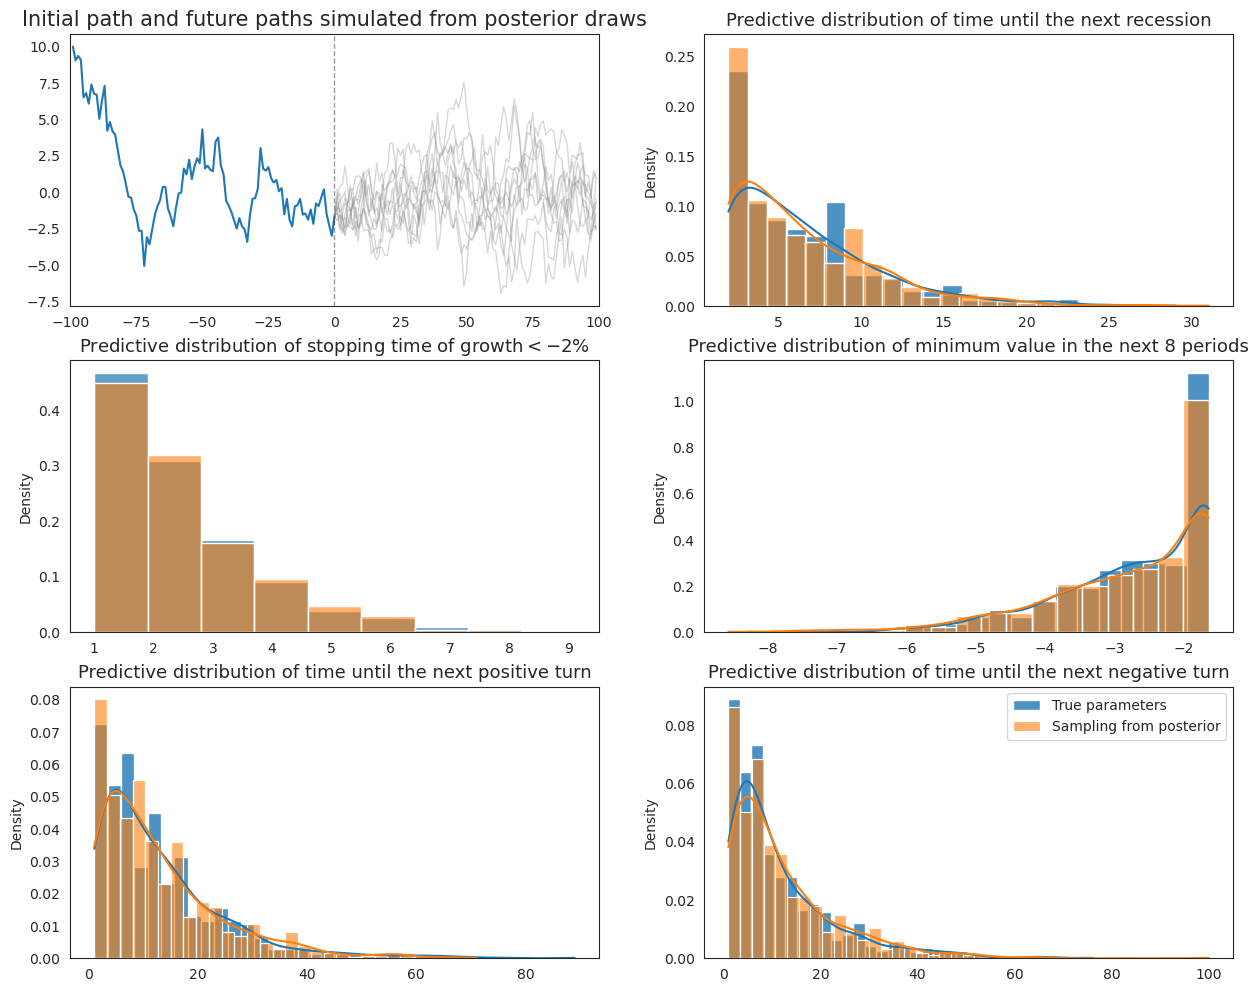 Initial path and future paths simulated from posterior draws
10.0
7.5
5.0
2.5
0.0
−2.5
−5.0
−7.5
−100 −75 −50 −25 0 25 50 75 100
Predictive distribution of time until the next recession
Density
0.25
0.20
0.15
0.10
0.05
0.00
5 10 15 20 25 30
Predictive distribution of stopping time of growth < −2%
Density
0.4
0.3
0.2
0.1
0.0
1 2 3 4 5 6 7 8 9
Predictive distribution of minimum value in the next 8 periods
Density
1.0
0.8
0.6
0.4
0.2
0.0
−8 −7 −6 −5 −4 −3 −2
Predictive distribution of time until the next positive turn
Density
0.08
0.07
0.06
0.05
0.04
0.03
0.02
0.01
0.00
0 20 40 60 80
Predictive distribution of time until the next negative turn
True parameters
Sampling from posterior
Density
0.08
0.06
0.04
0.02
0.00
0 20 40 60 80 100